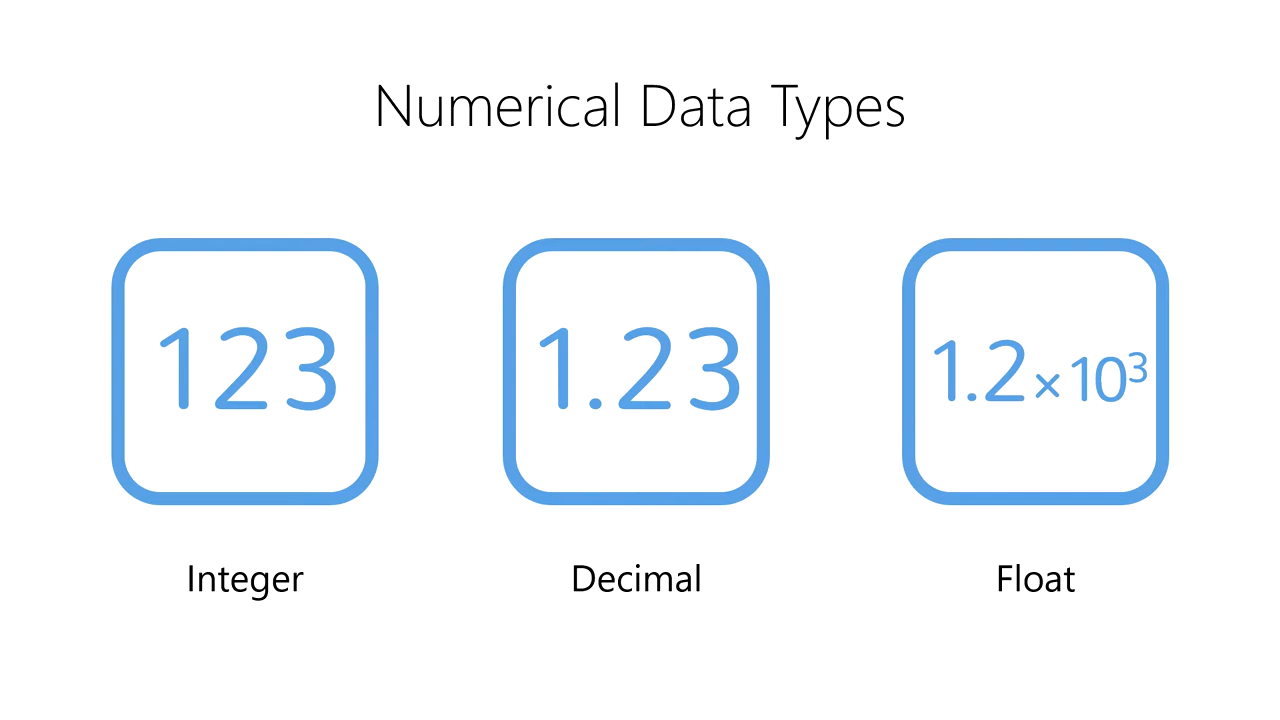 Numerical Data Types
123
1.23
1.2×10³
Integer
Decimal
Float